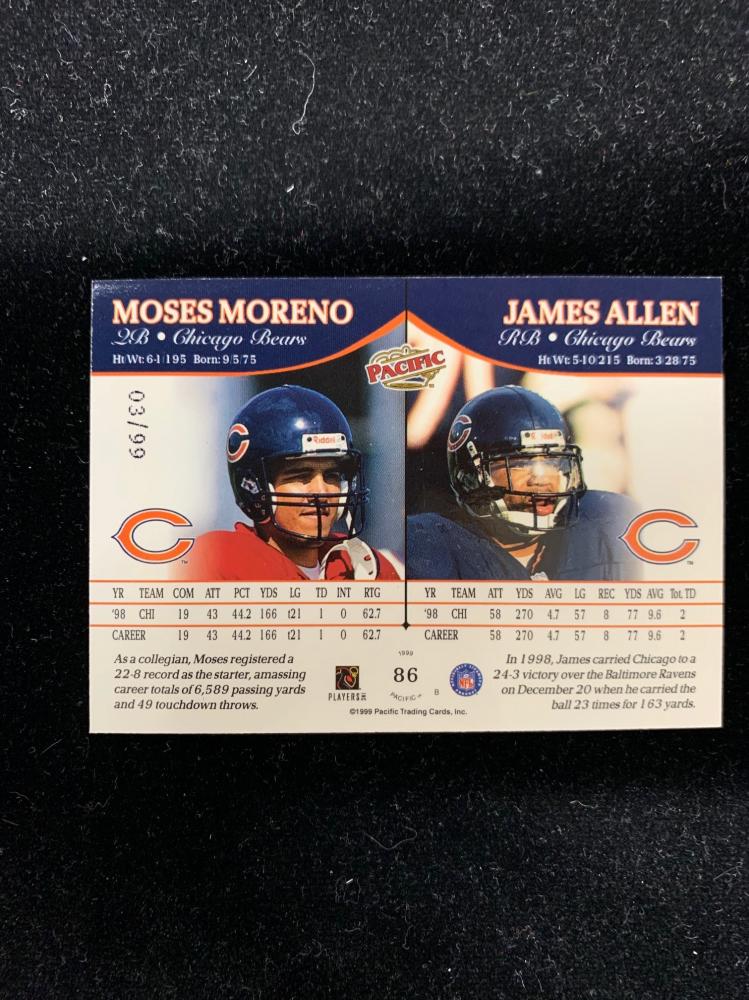 MOSES MORENO
QB • Chicago Bears
Ht/Wt: 6-1/195 Born: 9/5/75
JAMES ALLEN
RB • Chicago Bears
Ht/Wt: 5-10/215 Born: 3/28/75
PACIFIC
03/99
Riddell
YR TEAM COM ATT PCT YDS LG TD INT RTG
'98 CHI 19 43 44.2 166 t21 1 0 62.7
CAREER 19 43 44.2 166 t21 1 0 62.7
YR TEAM ATT YDS AVG LG REC YDS AVG Tot. TD
'98 CHI 58 270 4.7 57 8 77 9.6 2
CAREER 58 270 4.7 57 8 77 9.6 2
As a collegian, Moses registered a
22-8 record as the starter, amassing
career totals of 6,589 passing yards
and 49 touchdown throws.
PLAYERS INC
1999
86
PACIFIC
B
NFL
©1999 Pacific Trading Cards, Inc.
In 1998, James carried Chicago to a
24-3 victory over the Baltimore Ravens
on December 20 when he carried the
ball 23 times for 163 yards.